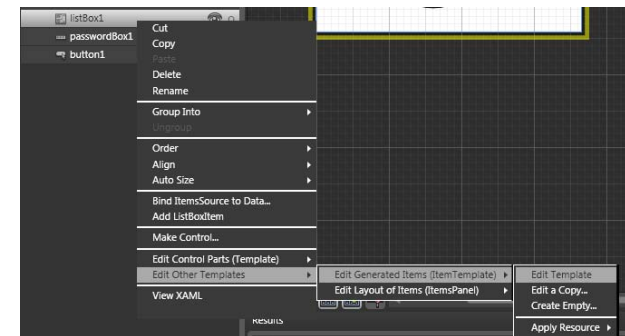 listBox1
passwordBox1
button1
Cut
Copy
Paste
Delete
Rename
Group Into
Ungroup
Order
Align
Auto Size
Bind ItemsSource to Data...
Add ListBoxItem
Make Control...
Edit Control Parts (Template)
Edit Other Templates
View XAML
Edit Generated Items (ItemTemplate)
Edit Layout of Items (ItemsPanel)
Edit Template
Edit a Copy...
Create Empty...
Apply Resource
Results